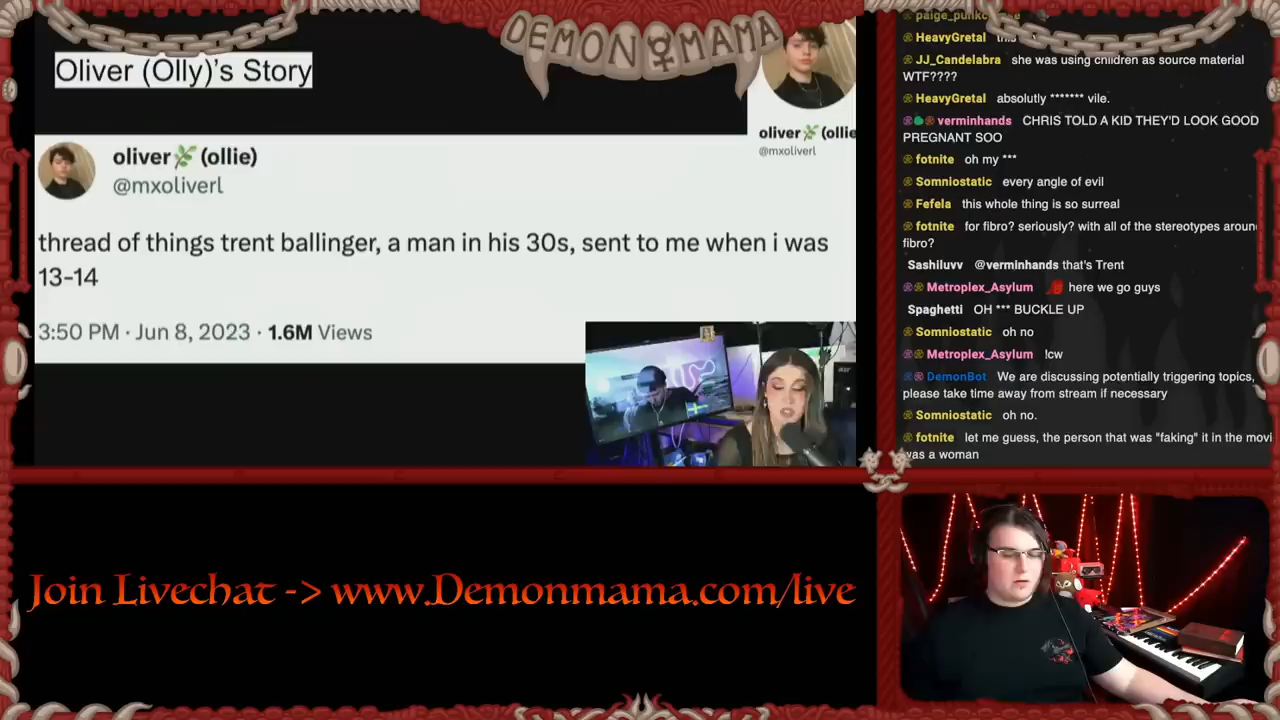 DEMON MAMA
Oliver (Olly)'s Story
oliver🌿 (ollie
@mxoliverl
oliver🌿 (ollie)
@mxoliverl
thread of things trent ballinger, a man in his 30s, sent to me when i was
13-14
3:50 PM · Jun 8, 2023 · 1.6M Views
Join Livechat -> www.Demonmama.com/live
HeavyGretal
JJ_Candelabra she was using children as source material
WTF????
HeavyGretal absolutly ******* vile.
verminhands CHRIS TOLD A KID THEY'D LOOK GOOD
PREGNANT SOO
fotnite oh my ***
Somniostatic every angle of evil
Fefela this whole thing is so surreal
fotnite for fibro? seriously? with all of the stereotypes aroun
fibro?
Sashiluvv @verminhands that's Trent
Metroplex_Asylum here we go guys
Spaghetti OH *** BUCKLE UP
Somniostatic oh no
Metroplex_Asylum !cw
DemonBot We are discussing potentially triggering topics,
please take time away from stream if necessary
Somniostatic oh no.
fotnite let me guess, the person that was "faking" it in the movi
was a woman